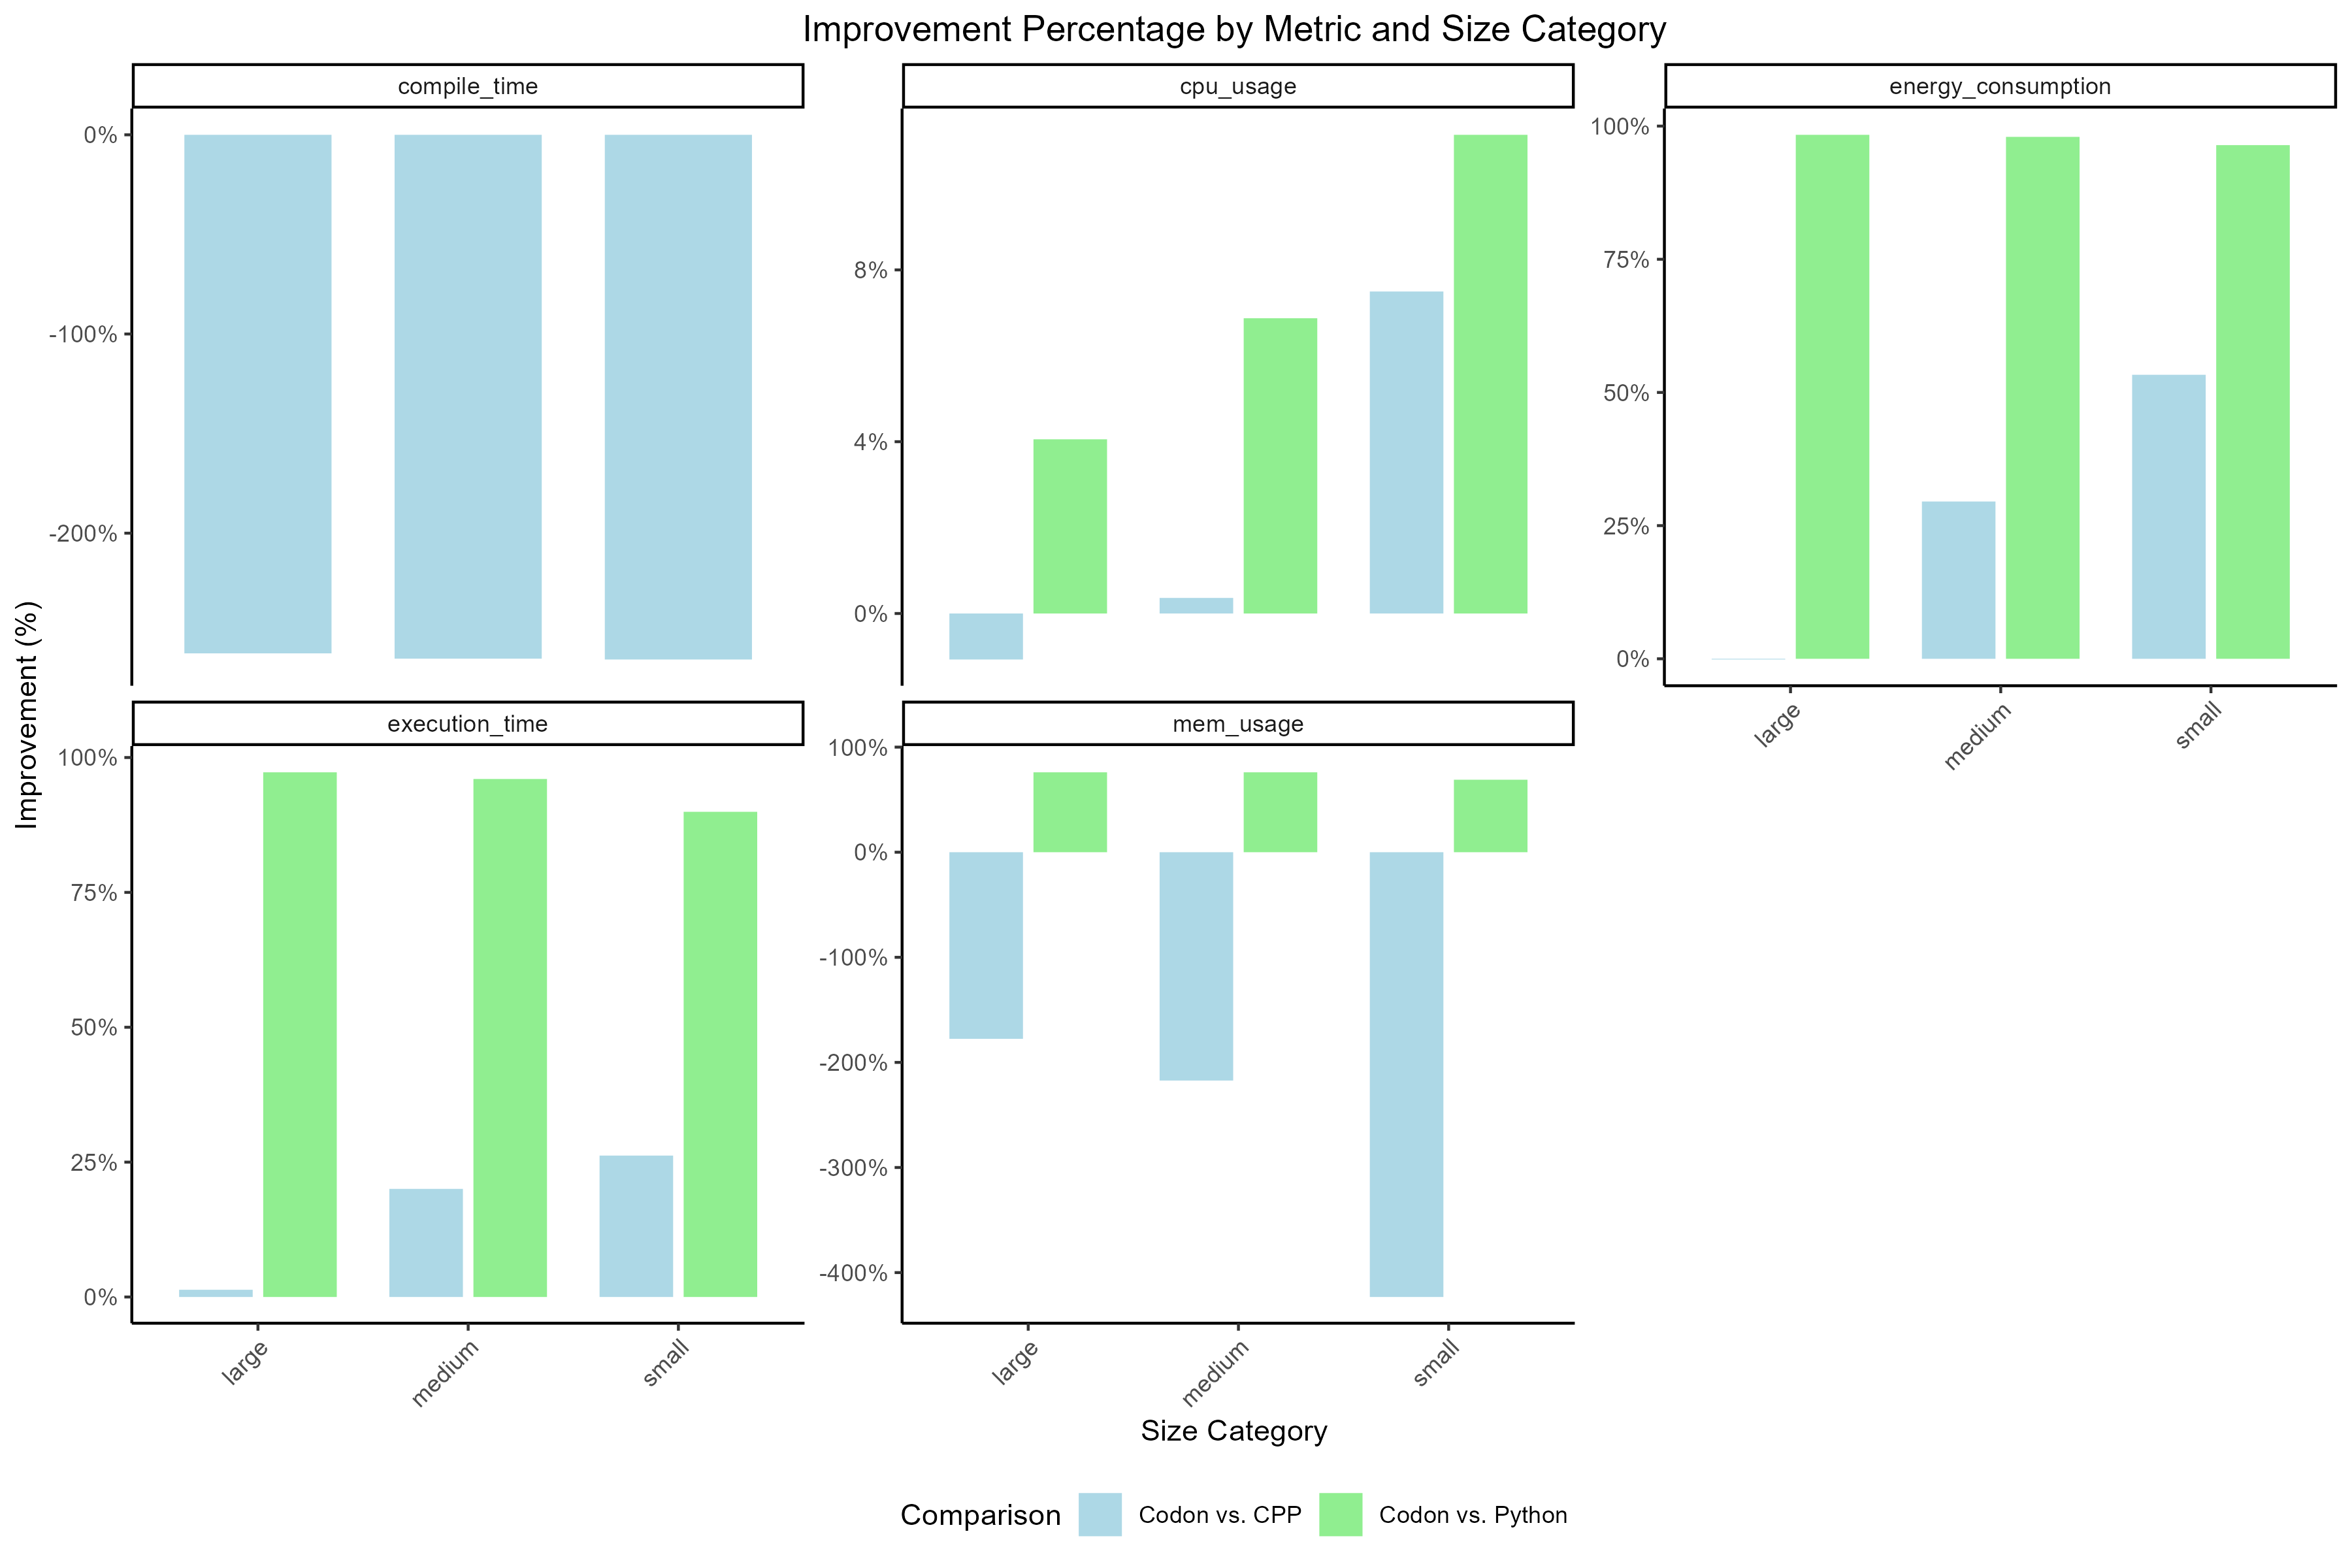 Improvement Percentage by Metric and Size Category
compile_time
cpu_usage
energy_consumption
0%
-100%
-200%
8%
4%
0%
100%
75%
50%
25%
0%
large
medium
small
Improvement (%)
execution_time
mem_usage
100%
75%
50%
25%
0%
large
medium
small
100%
0%
-100%
-200%
-300%
-400%
large
medium
small
Size Category
Comparison Codon vs. CPP Codon vs. Python